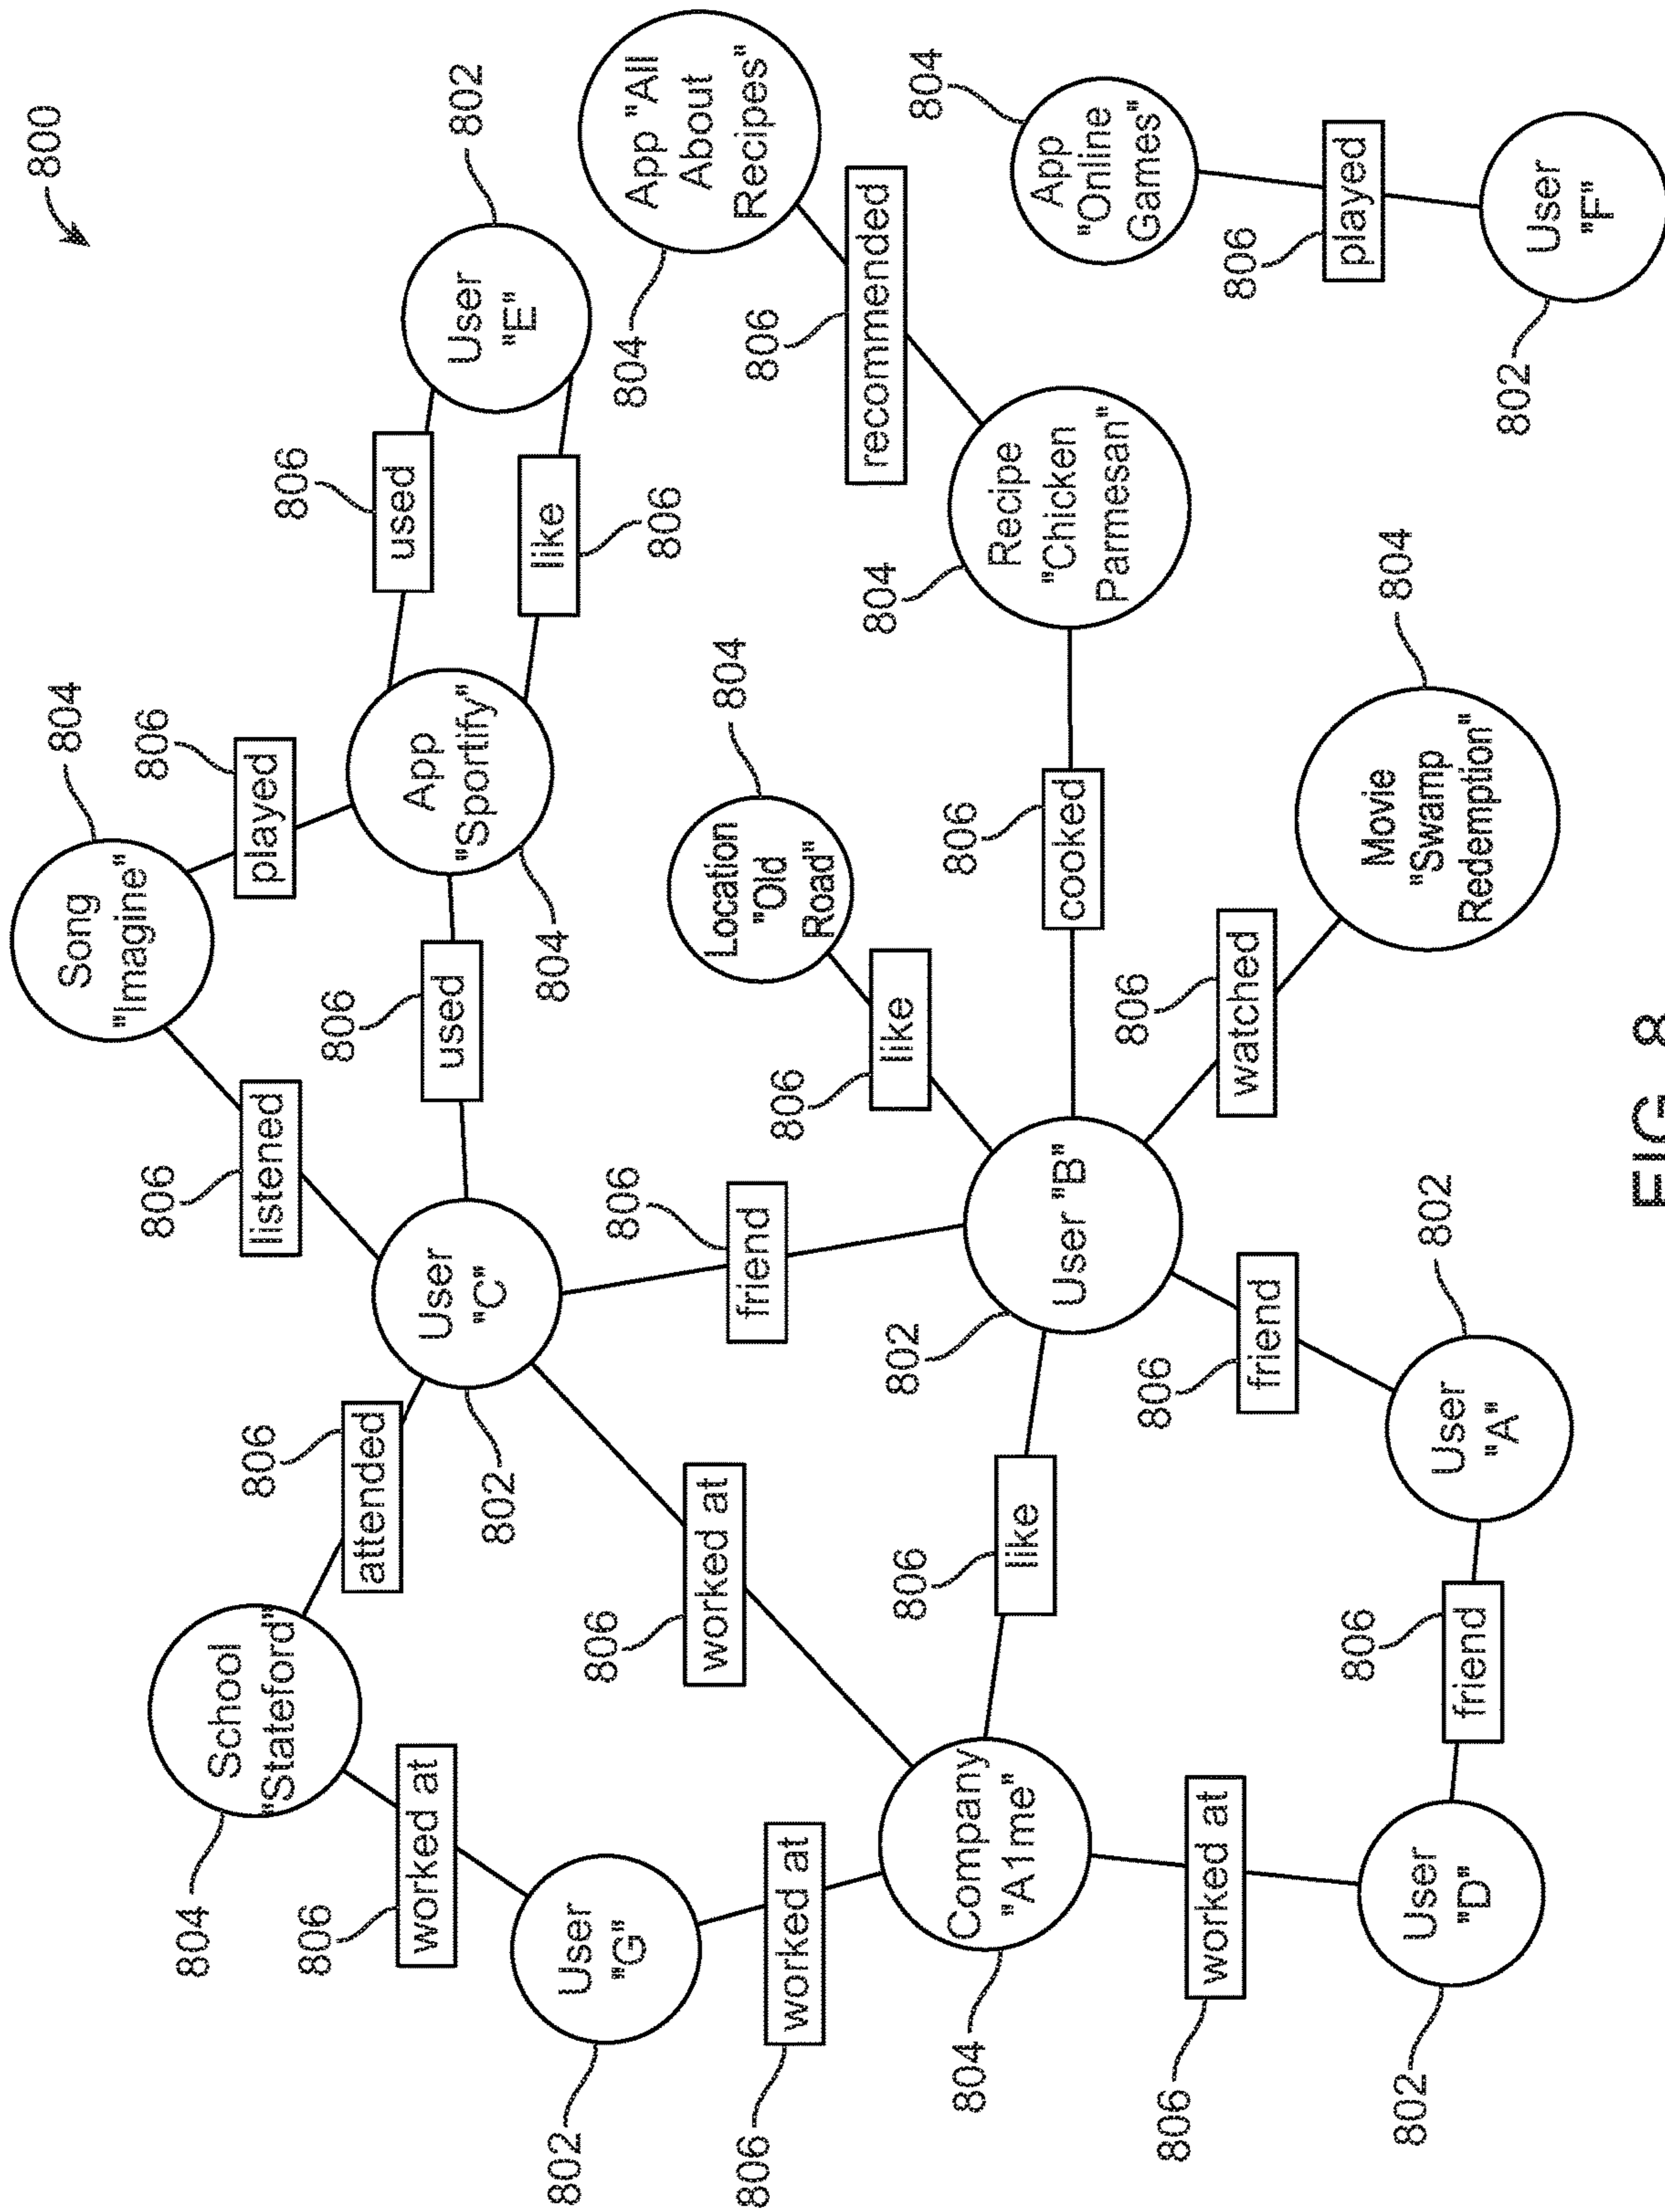 800
804
Song
"Imagine"
806
played
806
listened
806
attended
804
School
"Stateford"
806
worked at
802
User
"G"
806
worked at
802
User
"C"
806
used
App
"Sportify"
804
806
used
806
like
User
"E"
802
806
worked at
806
friend
804
Location
"Old
Road"
806
like
804
App "All
About
Recipes"
806
recommended
804
Recipe
"Chicken
Parmesan"
806
cooked
802
User "B"
806
like
804
Company
"A1me"
806
worked at
802
User
"D"
806
friend
806
friend
802
User
"A"
806
watched
804
Movie
"Swamp
Redemption"
804
App
"Online
Games"
806
played
802
User
"F"
FIG. 8